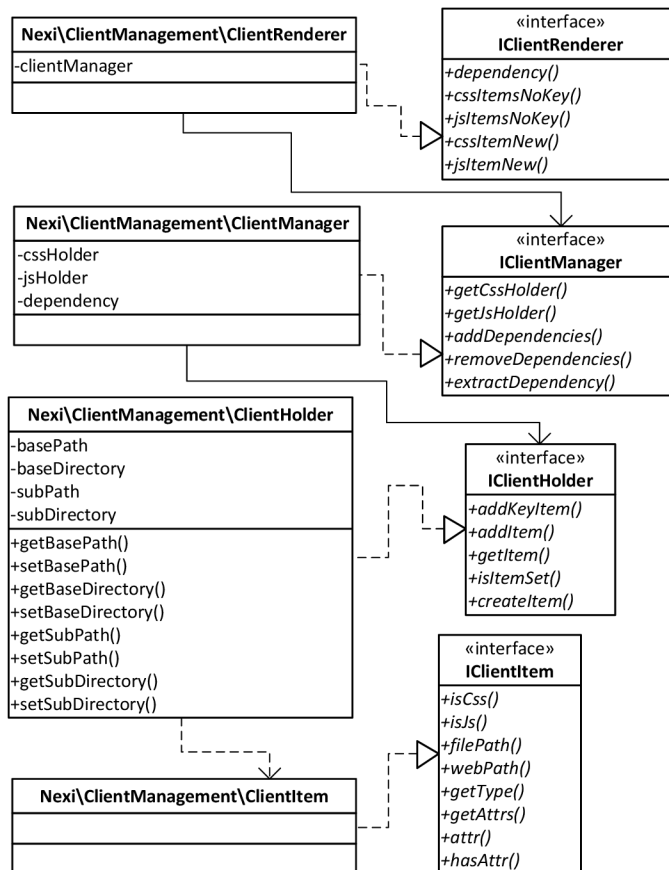 Nexi\ClientManagement\ClientRenderer
-clientManager
«interface»
IClientRenderer
+dependency()
+cssItemsNoKey()
+jsItemsNoKey()
+cssItemNew()
+jsItemNew()
Nexi\ClientManagement\ClientManager
-cssHolder
-jsHolder
-dependency
«interface»
IClientManager
+getCssHolder()
+getJsHolder()
+addDependencies()
+removeDependencies()
+extractDependency()
Nexi\ClientManagement\ClientHolder
-basePath
-baseDirectory
-subPath
-subDirectory
+getBasePath()
+setBasePath()
+getBaseDirectory()
+setBaseDirectory()
+getSubPath()
+setSubPath()
+getSubDirectory()
+setSubDirectory()
«interface»
IClientHolder
+addKeyItem()
+addItem()
+getItem()
+isItemSet()
+createItem()
«interface»
IClientItem
+isCss()
+isJs()
+filePath()
+webPath()
+getType()
+getAttrs()
+attr()
+hasAttr()
Nexi\ClientManagement\ClientItem